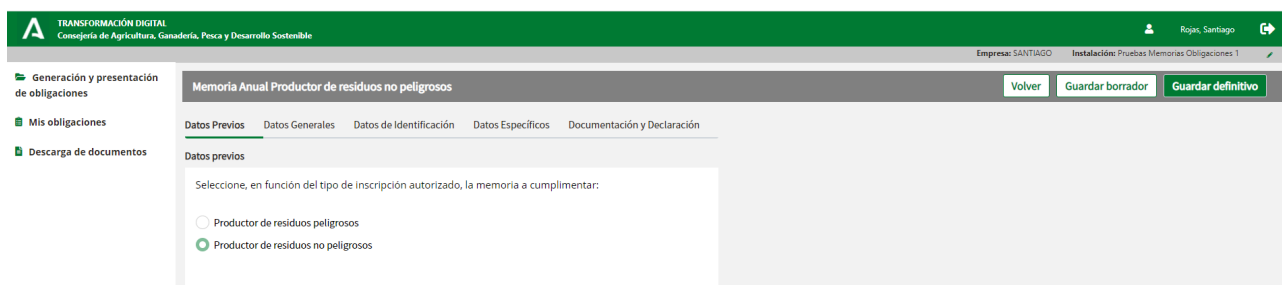 TRANSFORMACIÓN DIGITAL
Consejería de Agricultura, Ganadería, Pesca y Desarrollo Sostenible
Rojas, Santiago
Empresa: SANTIAGO Instalación: Pruebas Memorias Obligaciones 1
Generación y presentación
de obligaciones
Mis obligaciones
Descarga de documentos
Memoria Anual Productor de residuos no peligrosos
Volver Guardar borrador Guardar definitivo
Datos Previos Datos Generales Datos de Identificación Datos Específicos Documentación y Declaración
Datos previos
Seleccione, en función del tipo de inscripción autorizado, la memoria a cumplimentar:
Productor de residuos peligrosos
Productor de residuos no peligrosos